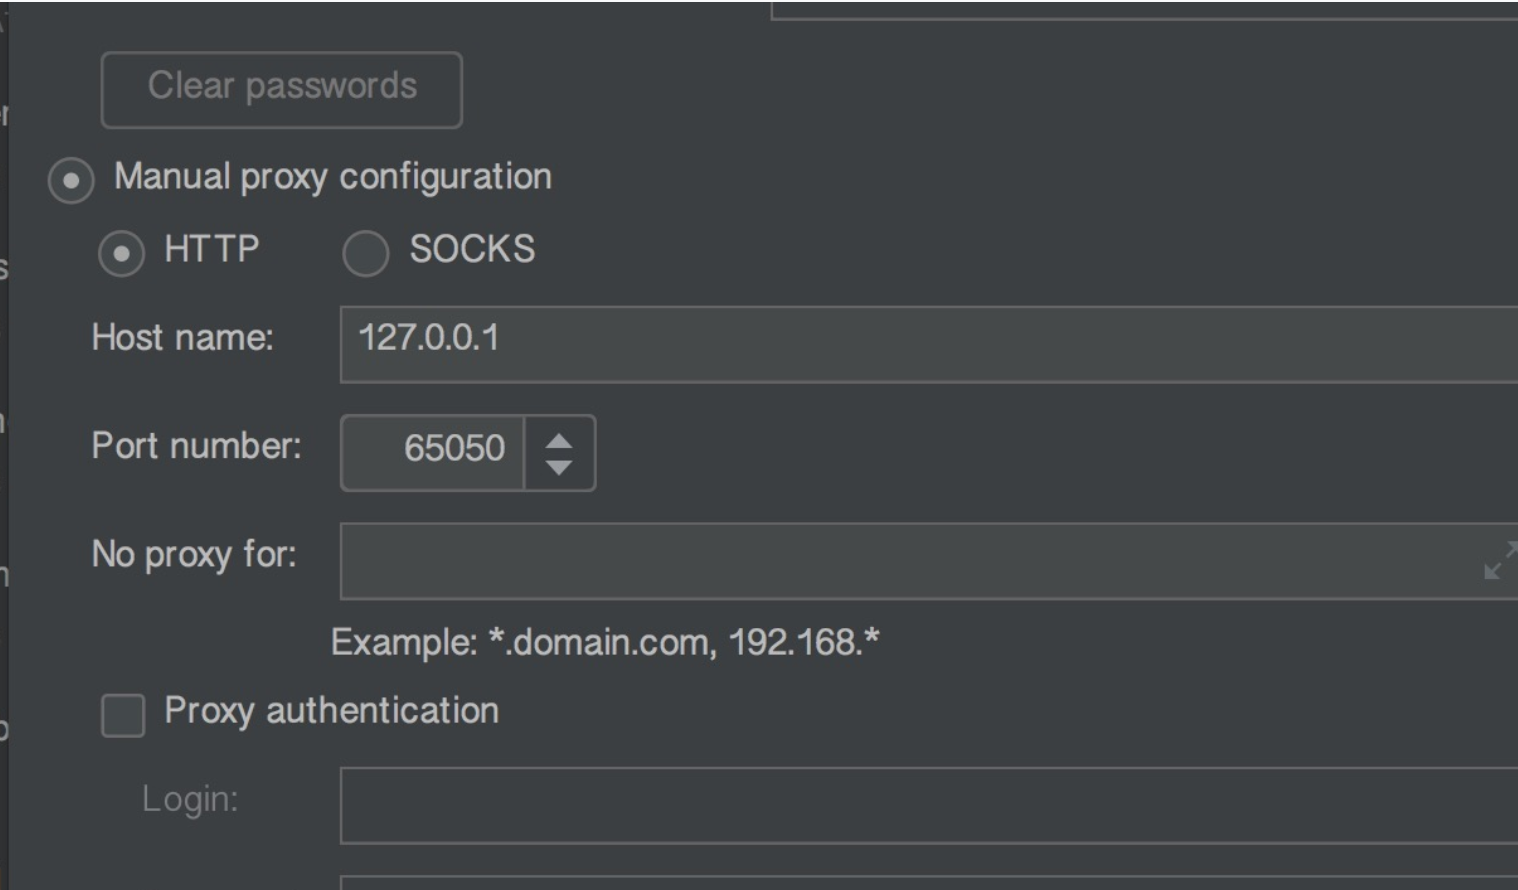 Clear passwords
Manual proxy configuration
HTTP SOCKS
Host name: 127.0.0.1
Port number: 65050
No proxy for:
Example: *.domain.com, 192.168.*
Proxy authentication
Login: